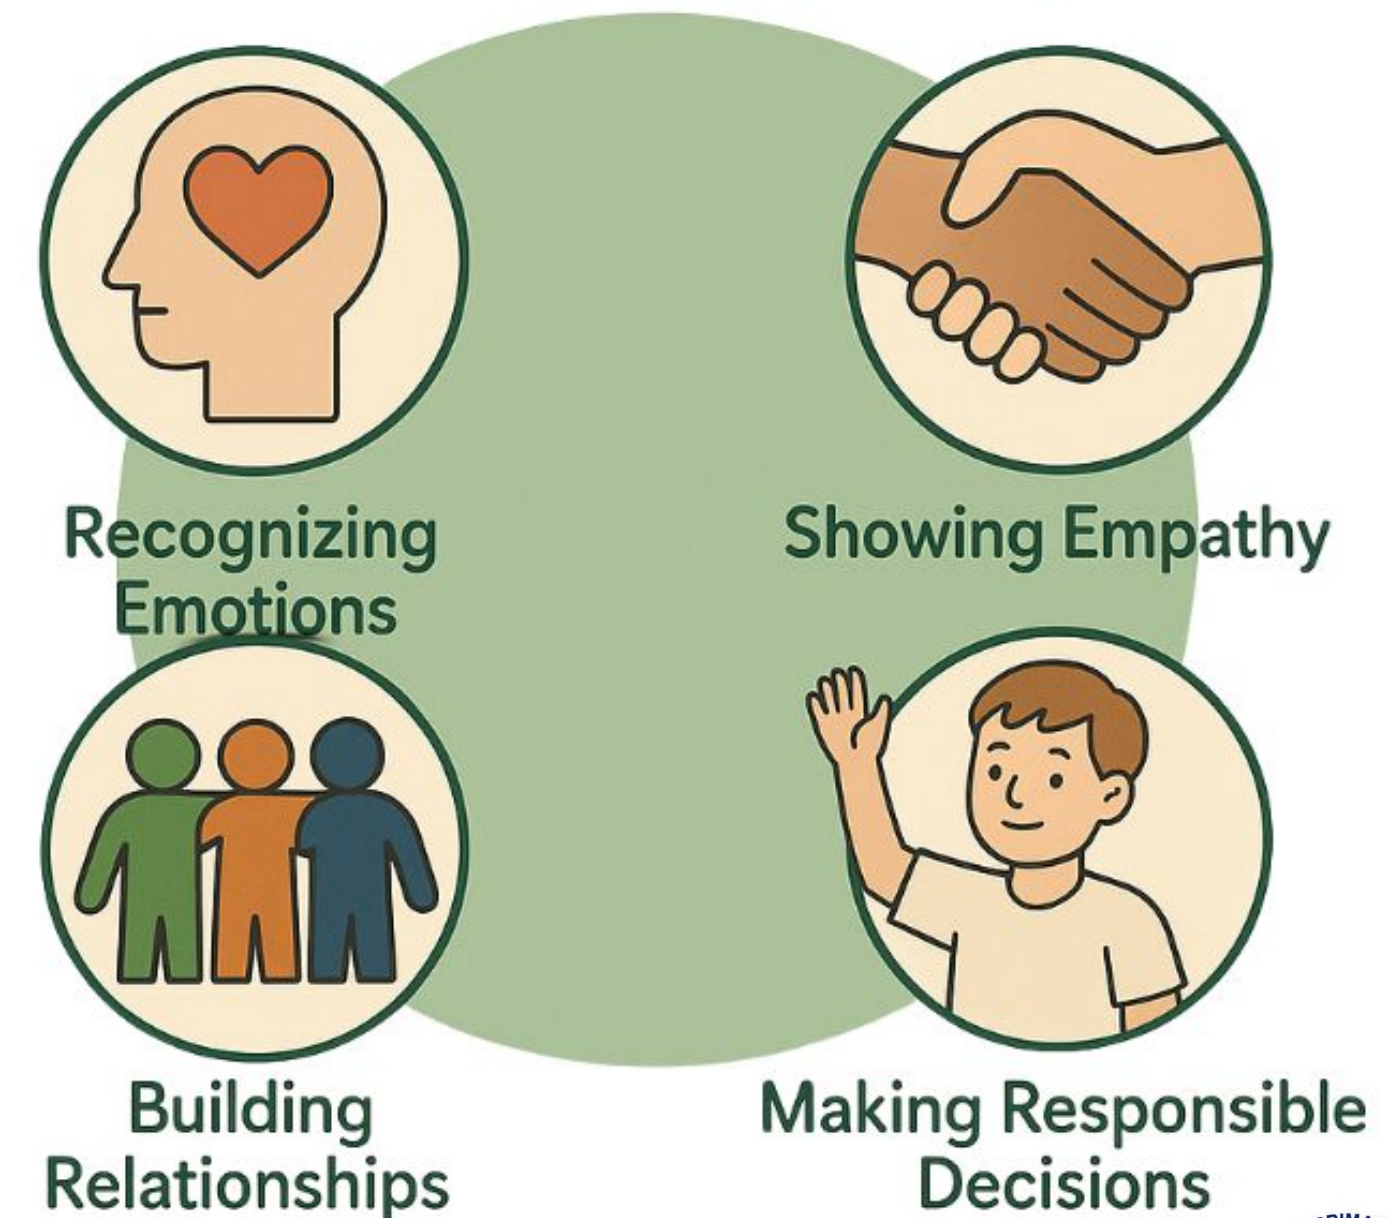 Recognizing
Emotions
Showing Empathy
Building
Relationships
Making Responsible
Decisions